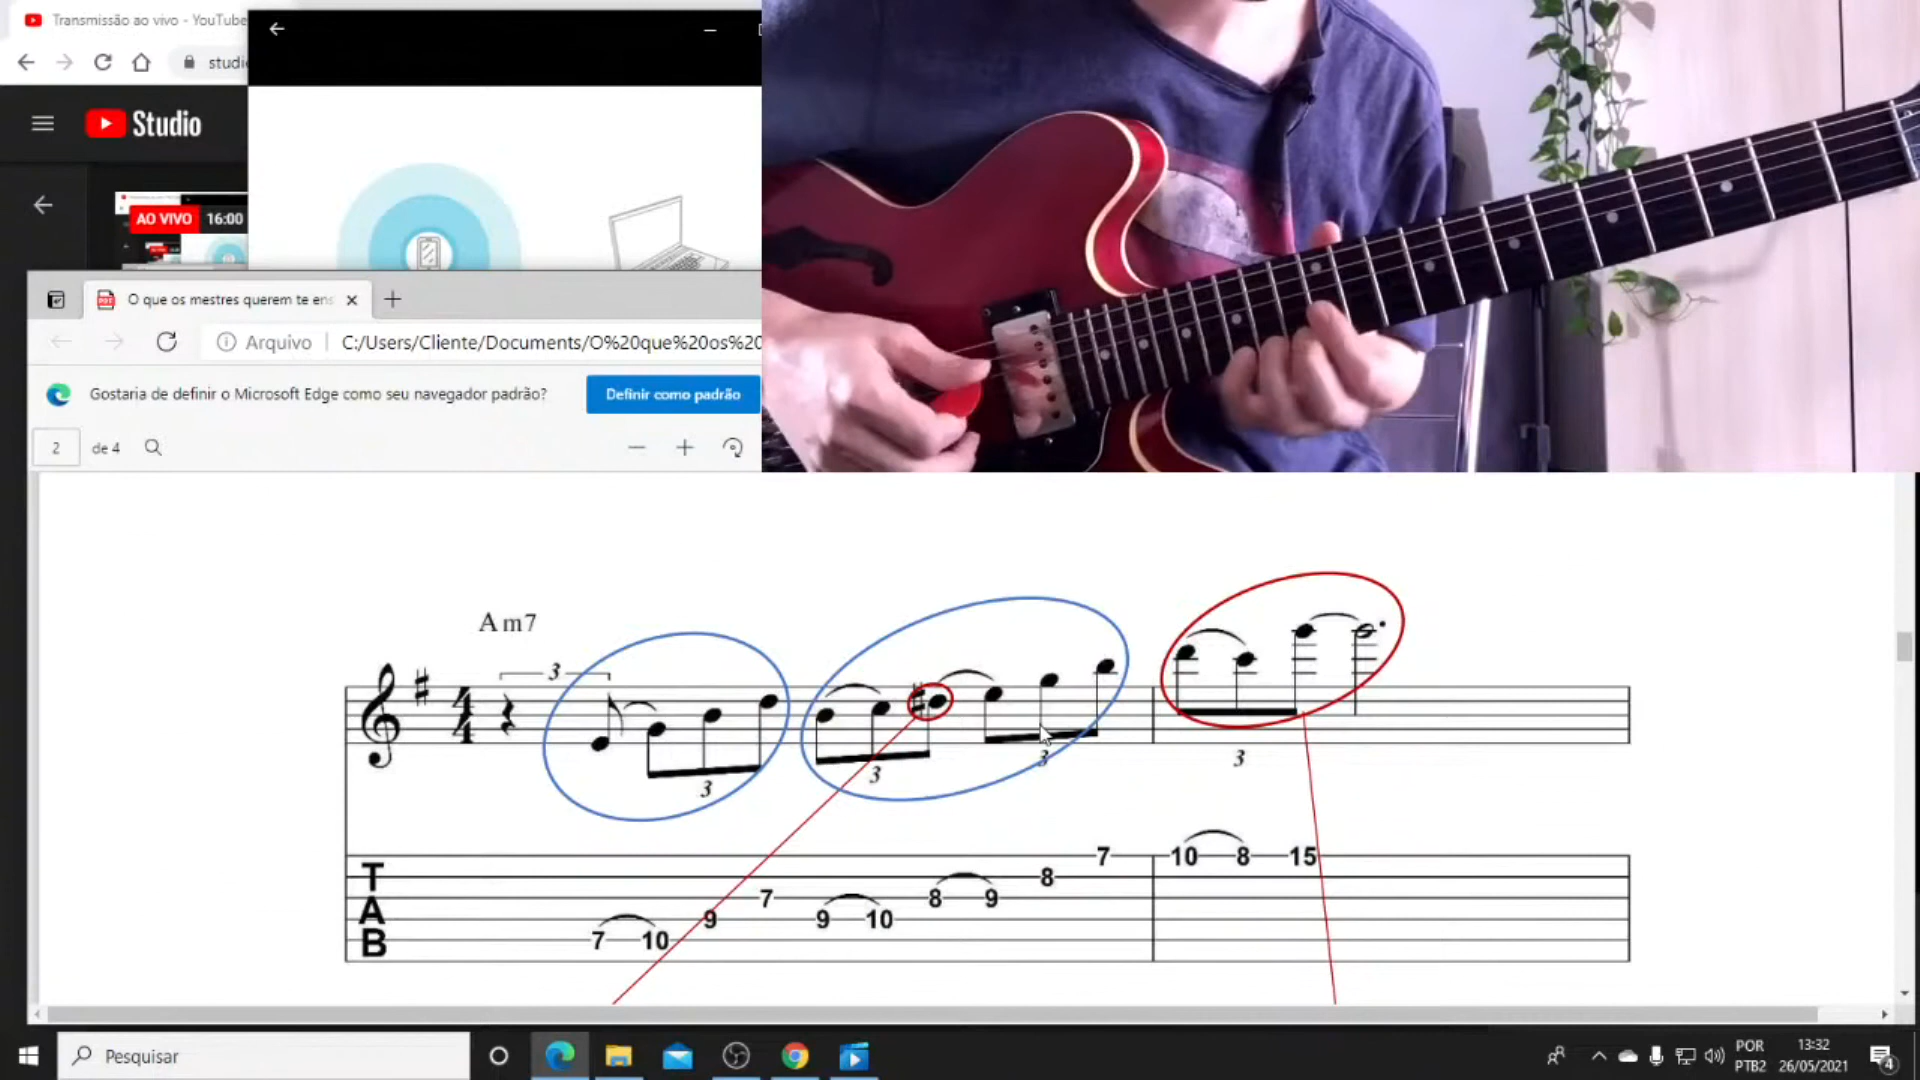 Transmissão ao vivo - YouTube
studi
Studio
AO VIVO 16:00
O que os mestres querem te ens
Arquivo C:/Users/Cliente/Documents/O%20que%20os%20
Gostaria de definir o Microsoft Edge como seu navegador padrão? Definir como padrão
2 de 4
Am7
3
4
4
3
3
3
3
T
A
B
7 10 9 7 9 10 8 9 8 7 10 8 15
Pesquisar
POR
PTB2
13:32
26/05/2021
4